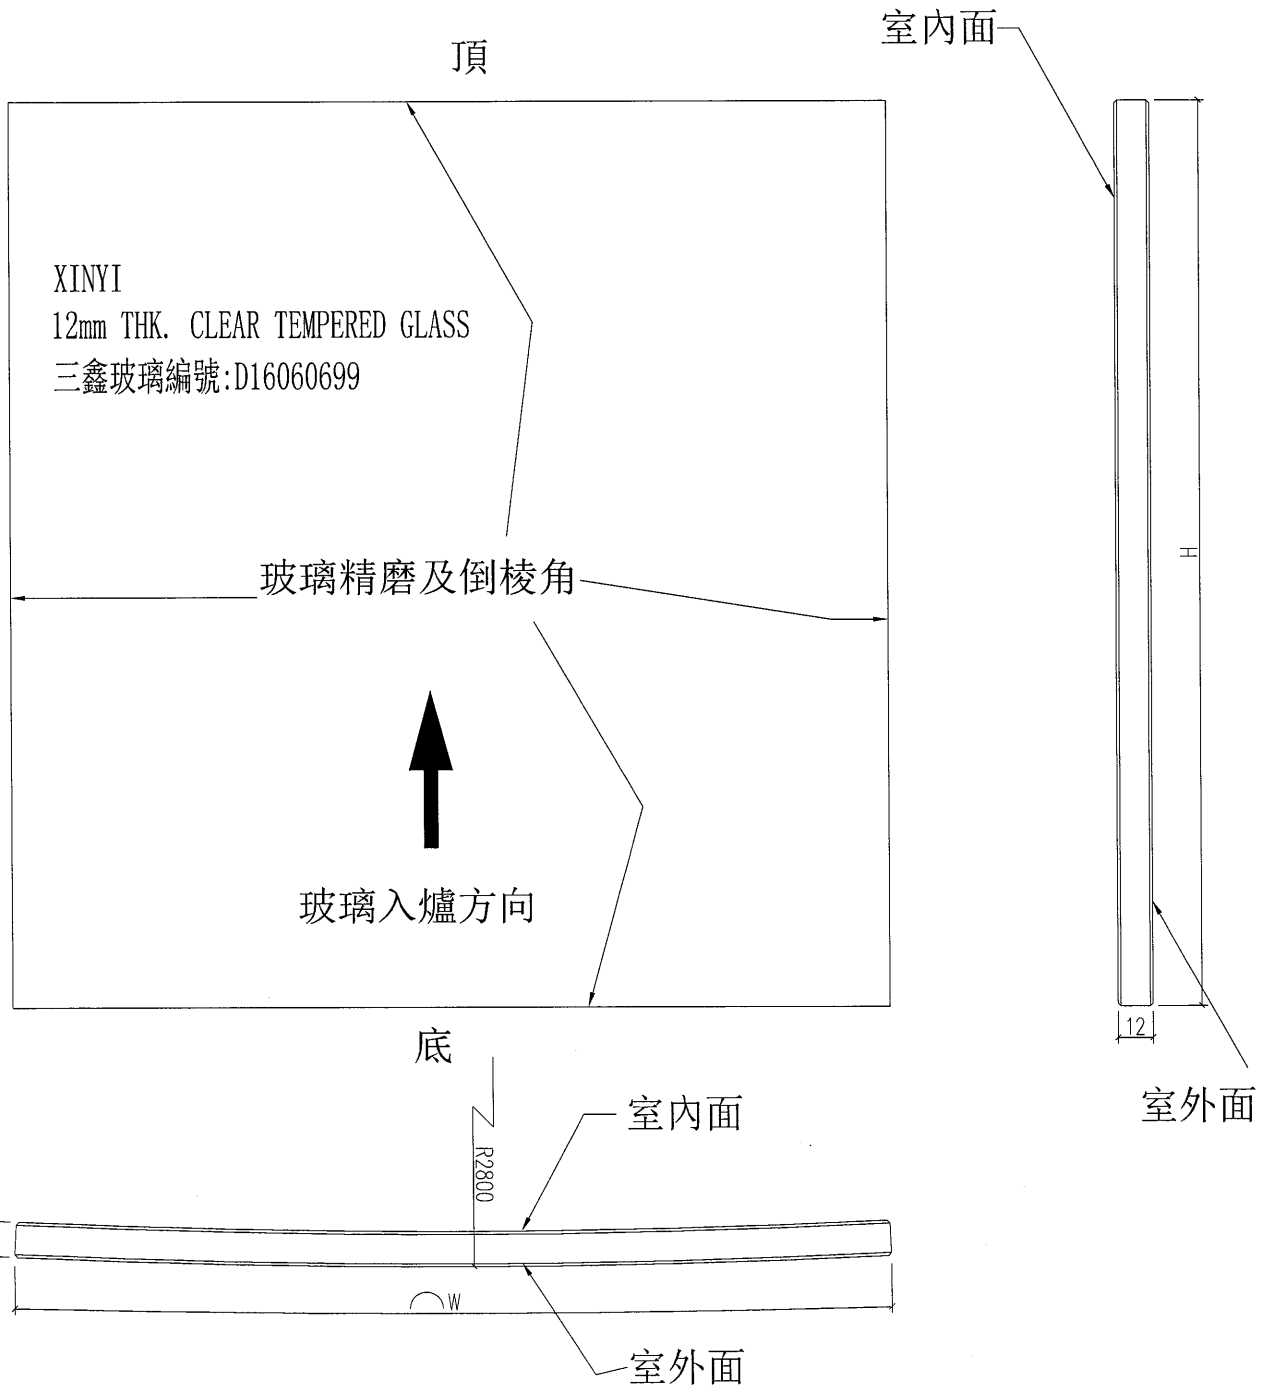 頂
室內面
XINYI
12mm THK. CLEAR TEMPERED GLASS
三鑫玻璃編號:D16060699
H
玻璃精磨及倒棱角
玻璃入爐方向
12
底
室外面
室內面
R2800
W
室外面